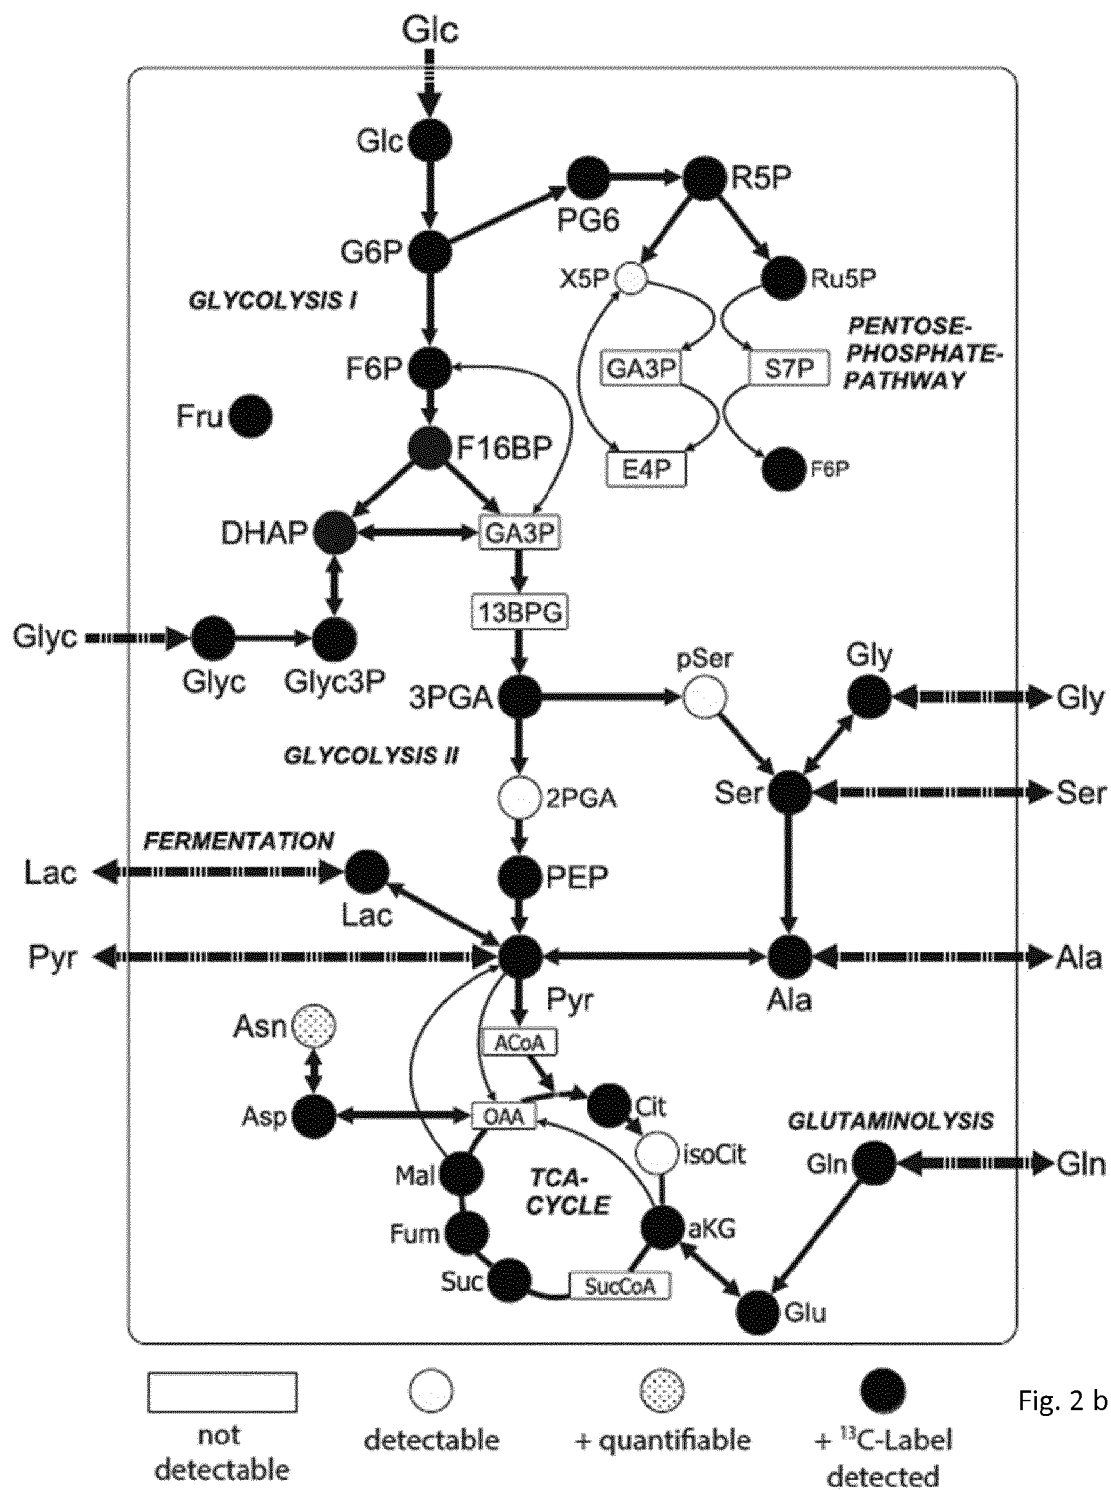 Glc
Glc
R5P
PG6
G6P
X5P
Ru5P
GLYCOLYSIS I
PENTOSE-
PHOSPHATE-
PATHWAY
F6P
GA3P
S7P
Fru
F16BP
E4P
F6P
DHAP
GA3P
13BPG
Glyc
Glyc
Glyc3P
pSer
Gly
3PGA
Gly
GLYCOLYSIS II
Ser
Ser
2PGA
FERMENTATION
Lac
PEP
Lac
Pyr
Ala
Pyr
Ala
Asn
ACoA
Asp
OAA
Cit
GLUTAMINOLYSIS
isoCit
Gln
Gln
Mal
TCA-
CYCLE
Fum
aKG
Suc
SucCoA
Glu
not
detectable
detectable
+ quantifiable
+ ¹³C-Label
detected
Fig. 2 b